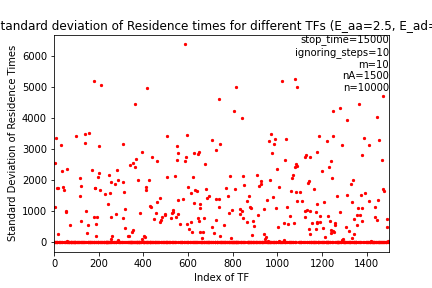 tandard deviation of Residence times for different TFs (E_aa=2.5, E_ad=
stop_time=15000
ignoring_steps=10
m=10
nA=1500
n=10000
Standard Deviation of Residence Times
6000
5000
4000
3000
2000
1000
0
0 200 400 600 800 1000 1200 1400
Index of TF